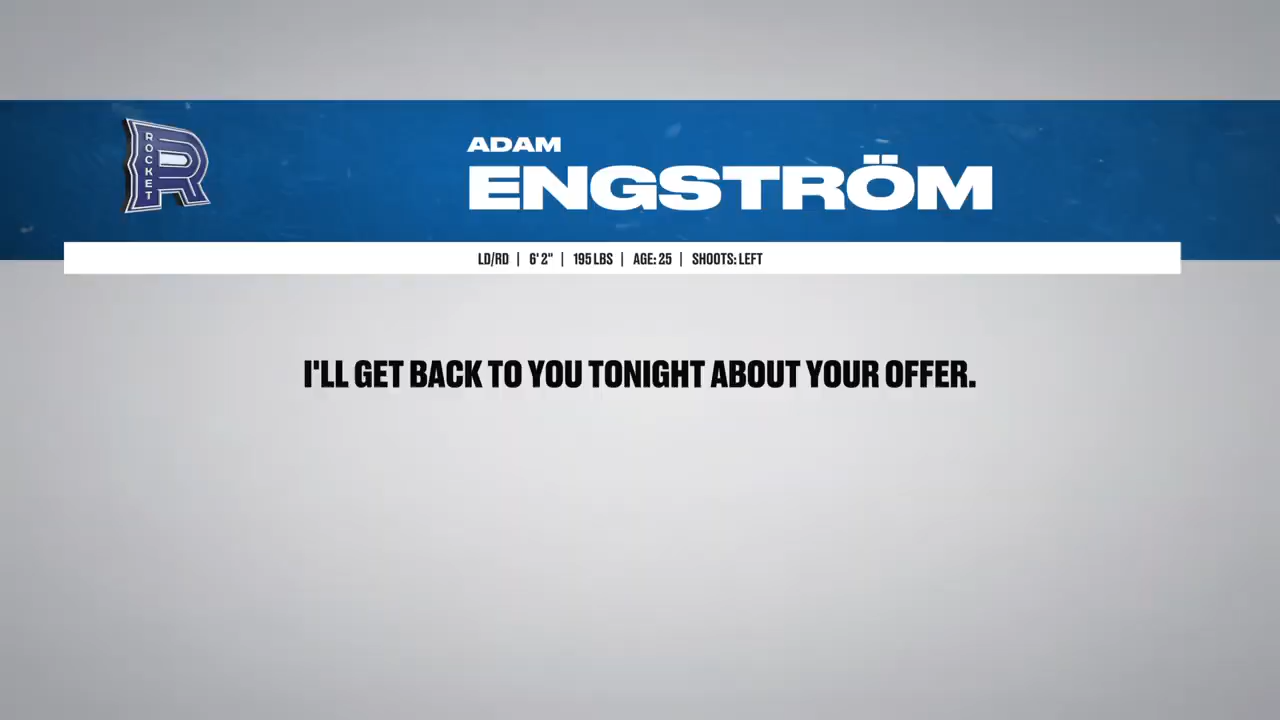 ROCKET
ADAM
ENGSTRÖM
LD/RD | 6' 2" | 195 LBS | AGE: 25 | SHOOTS: LEFT
I'LL GET BACK TO YOU TONIGHT ABOUT YOUR OFFER.